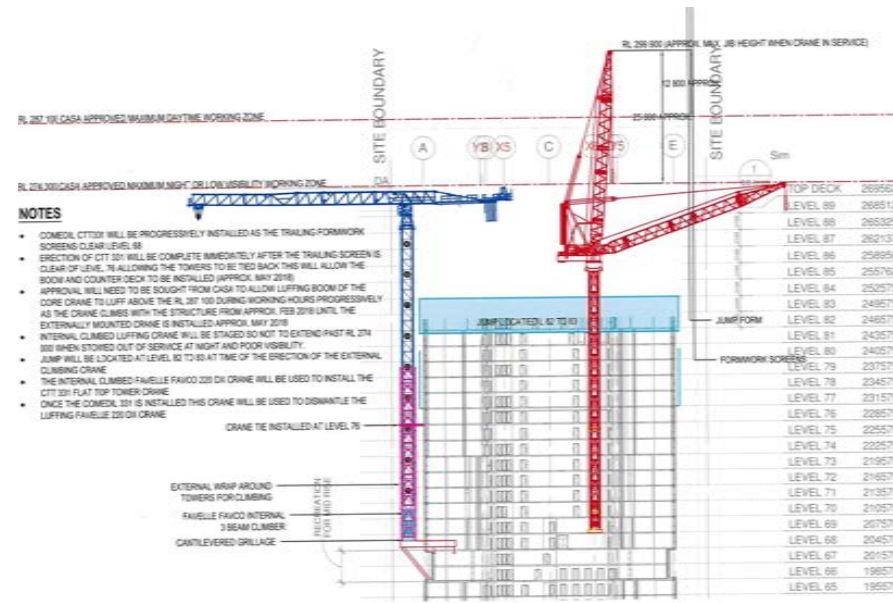 RL 299 900 (APPROX. MAX. JIB HEIGHT WHEN CRANE IN SERVICE)
12 800 APPROX
25 900 APPROX
SITE BOUNDARY
SITE BOUNDARY
RL 287 100 CASA APPROVED MAXIMUM DAYTIME WORKING ZONE
A
X5
C
E
1
Sim
DA
RL 274 300 CASA APPROVED MAXIMUM NIGHT OR LOW VISIBILITY WORKING ZONE
NOTES
COMEDIL CTT331 WILL BE PROGRESSIVELY INSTALLED AS THE TRAILING FORMWORK
SCREENS CLEAR LEVEL 68
ERECTION OF CTT 331 WILL BE COMPLETE IMMEDIATELY AFTER THE TRAILING SCREEN IS
CLEAR OF LEVEL, 76 ALLOWING THE TOWERS TO BE TIED BACK THIS WILL ALLOW THE
BOOM AND COUNTER DECK TO BE INSTALLED (APPROX. MAY 2018)
APPROVAL WILL NEED TO BE SOUGHT FROM CASA TO ALLOW LUFFING BOOM OF THE
CORE CRANE TO LUFF ABOVE THE RL 287 100 DURING WORKING HOURS PROGRESSIVELY
AS THE CRANE CLIMBS WITH THE STRUCTURE FROM APPROX. FEB 2018 UNTIL THE
EXTERNALLY MOUNTED CRANE IS INSTALLED APPROX. MAY 2018
INTERNAL CLIMBED LUFFING CRANE WILL BE STAGED SO NOT TO EXTEND PAST RL 274
300 WHEN STOWED OUT OF SERVICE AT NIGHT AND POOR VISIBILITY.
JUMP WILL BE LOCATED AT LEVEL 82 TO 83 AT TIME OF THE ERECTION OF THE EXTERNAL
CLIMBING CRANE
THE INTERNAL CLIMBED FAVELLE FAVCO 220 DX CRANE WILL BE USED TO INSTALL THE
CTT 331 FLAT TOP TOWER CRANE
ONCE THE COMEDIL 331 IS INSTALLED THIS CRANE WILL BE USED TO DISMANTLE THE
LUFFING FAVELLE 220 DX CRANE
JUMP LOCATED L 82 TO 83
JUMP FORM
FORMWORK SCREENS
CRANE TIE INSTALLED AT LEVEL 76
EXTERNAL WRAP AROUND
TOWERS FOR CLIMBING
FAVELLE FAVCO INTERNAL
3 BEAM CLIMBER
CANTILEVERED GRILLAGE
RECREATION
FOR MID RISE
TOP DECK
LEVEL 89
LEVEL 88
LEVEL 87
LEVEL 86
LEVEL 85
LEVEL 84
LEVEL 83
LEVEL 82
LEVEL 81
LEVEL 80
LEVEL 79
LEVEL 78
LEVEL 77
LEVEL 76
LEVEL 75
LEVEL 74
LEVEL 73
LEVEL 72
LEVEL 71
LEVEL 70
LEVEL 69
LEVEL 68
LEVEL 67
LEVEL 66
LEVEL 65